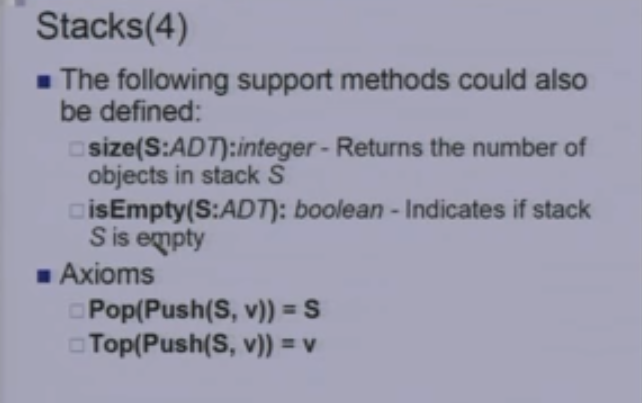 Stacks(4)
The following support methods could also
be defined:
size(S:ADT):integer - Returns the number of
objects in stack S
isEmpty(S:ADT): boolean - Indicates if stack
S is empty
Axioms
Pop(Push(S, v)) = S
Top(Push(S, v)) = v